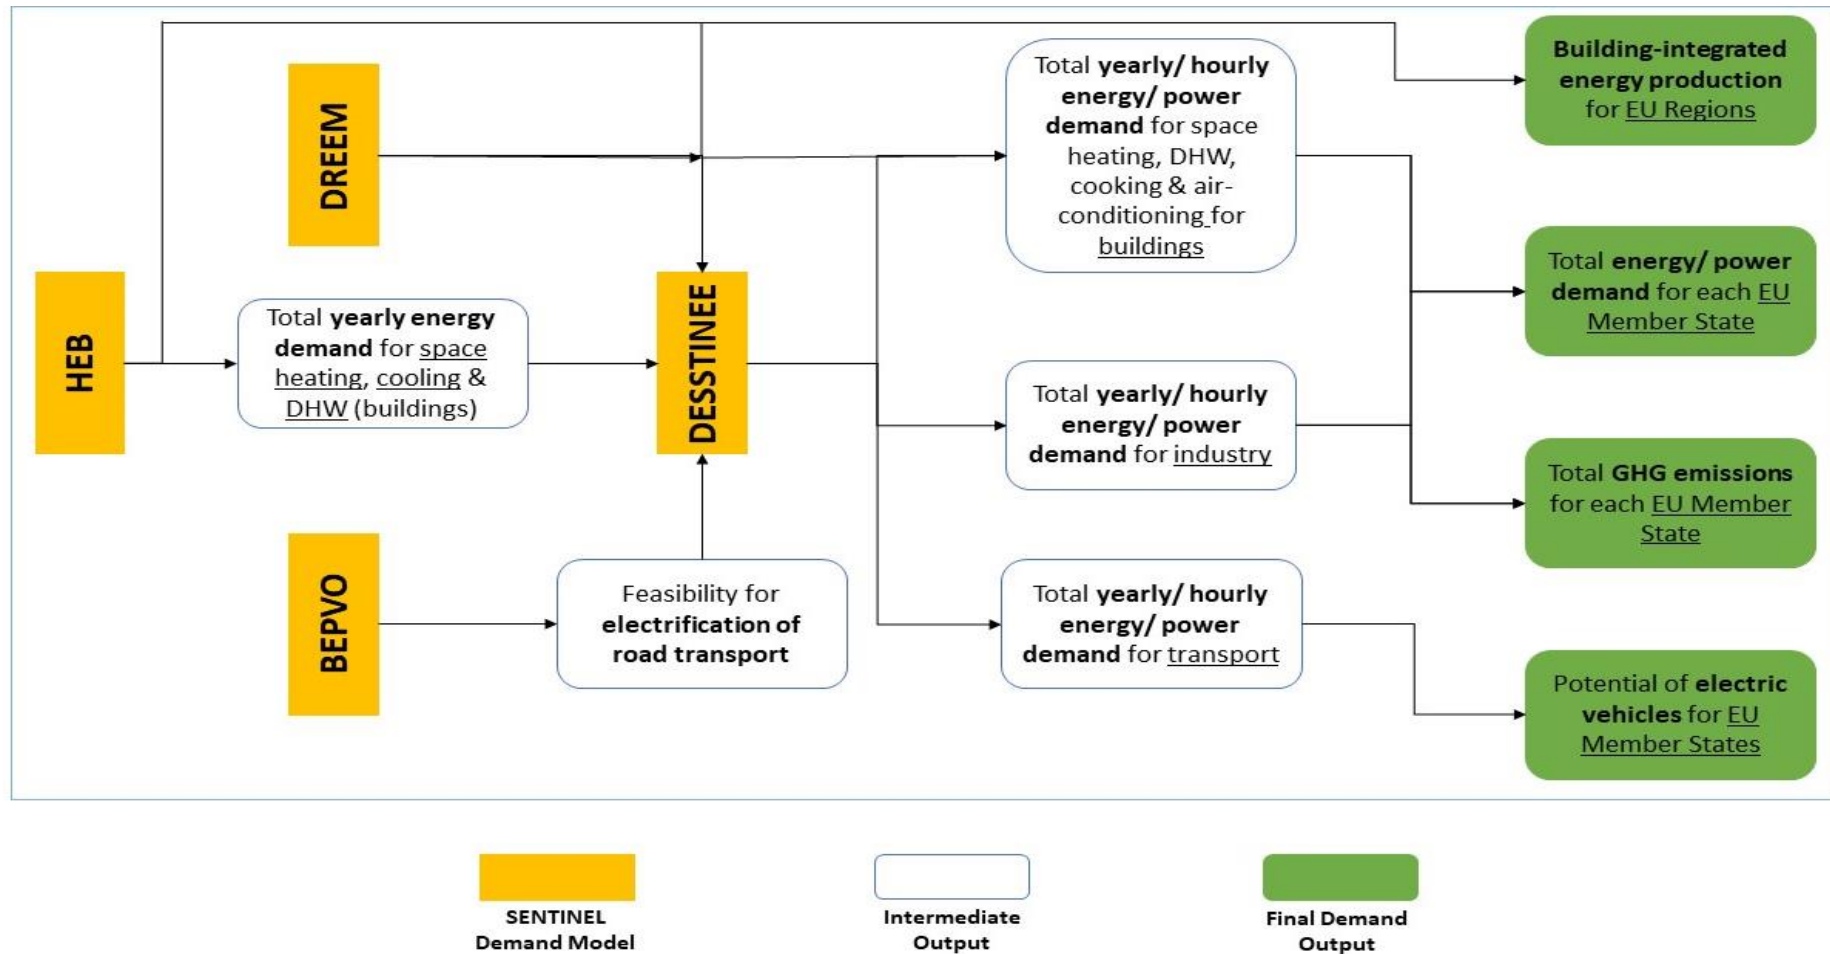 HEB
DREEM
BEPVO
Total yearly energy
demand for space
heating, cooling &
DHW (buildings)
DESSTINEE
Feasibility for
electrification of
road transport
Total yearly/ hourly
energy/ power
demand for space
heating, DHW,
cooking & air-
conditioning for
buildings
Total yearly/ hourly
energy/ power
demand for industry
Total yearly/ hourly
energy/ power
demand for transport
Building-integrated
energy production
for EU Regions
Total energy/ power
demand for each EU
Member State
Total GHG emissions
for each EU Member
State
Potential of electric
vehicles for EU
Member States
SENTINEL
Demand Model
Intermediate
Output
Final Demand
Output